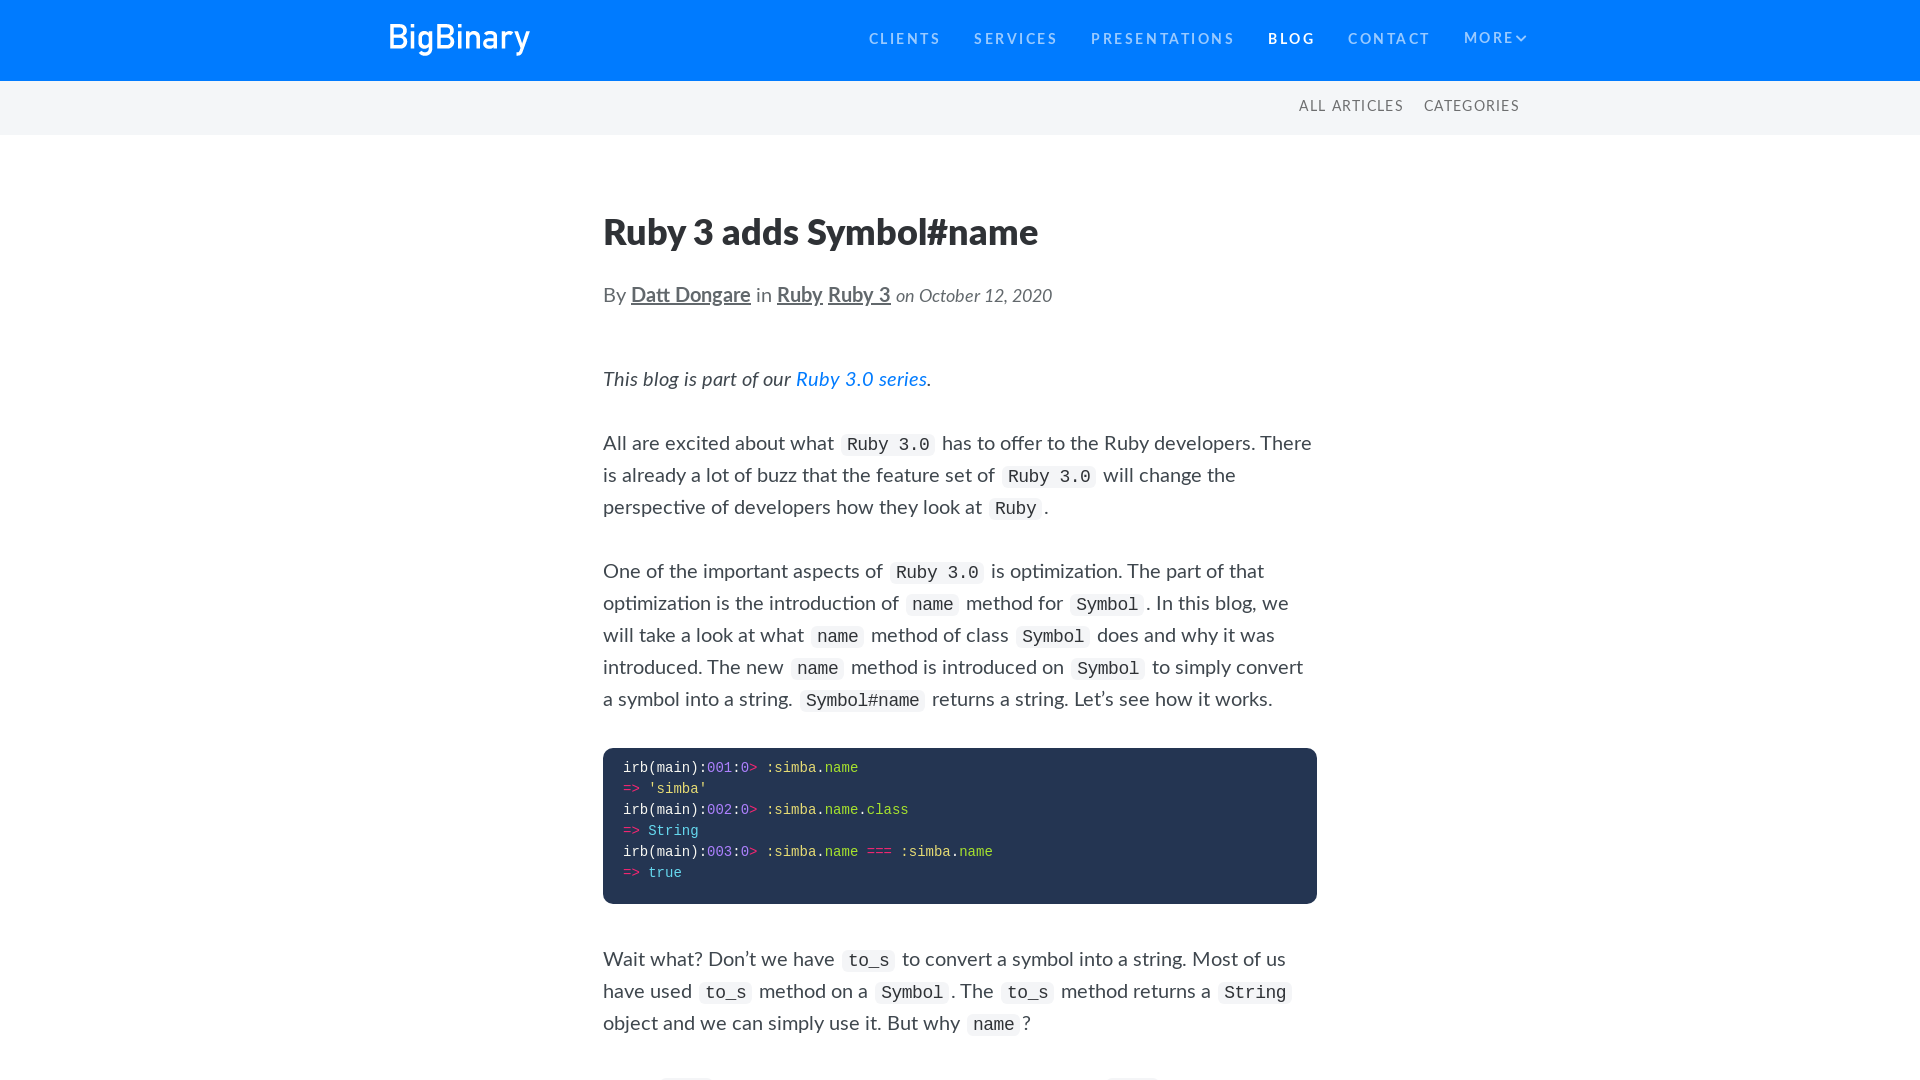 BigBinary
CLIENTS SERVICES PRESENTATIONS BLOG CONTACT MORE
ALL ARTICLES CATEGORIES
Ruby 3 adds Symbol#name
By Datt Dongare in Ruby Ruby 3 on October 12, 2020
This blog is part of our Ruby 3.0 series.
All are excited about what Ruby 3.0 has to offer to the Ruby developers. There
is already a lot of buzz that the feature set of Ruby 3.0 will change the
perspective of developers how they look at Ruby.
One of the important aspects of Ruby 3.0 is optimization. The part of that
optimization is the introduction of name method for Symbol. In this blog, we
will take a look at what name method of class Symbol does and why it was
introduced. The new name method is introduced on Symbol to simply convert
a symbol into a string. Symbol#name returns a string. Let’s see how it works.
irb(main):001:0> :simba.name
=> 'simba'
irb(main):002:0> :simba.name.class
=> String
irb(main):003:0> :simba.name === :simba.name
=> true
Wait what? Don’t we have to_s to convert a symbol into a string. Most of us
have used to_s method on a Symbol. The to_s method returns a String
object and we can simply use it. But why name?